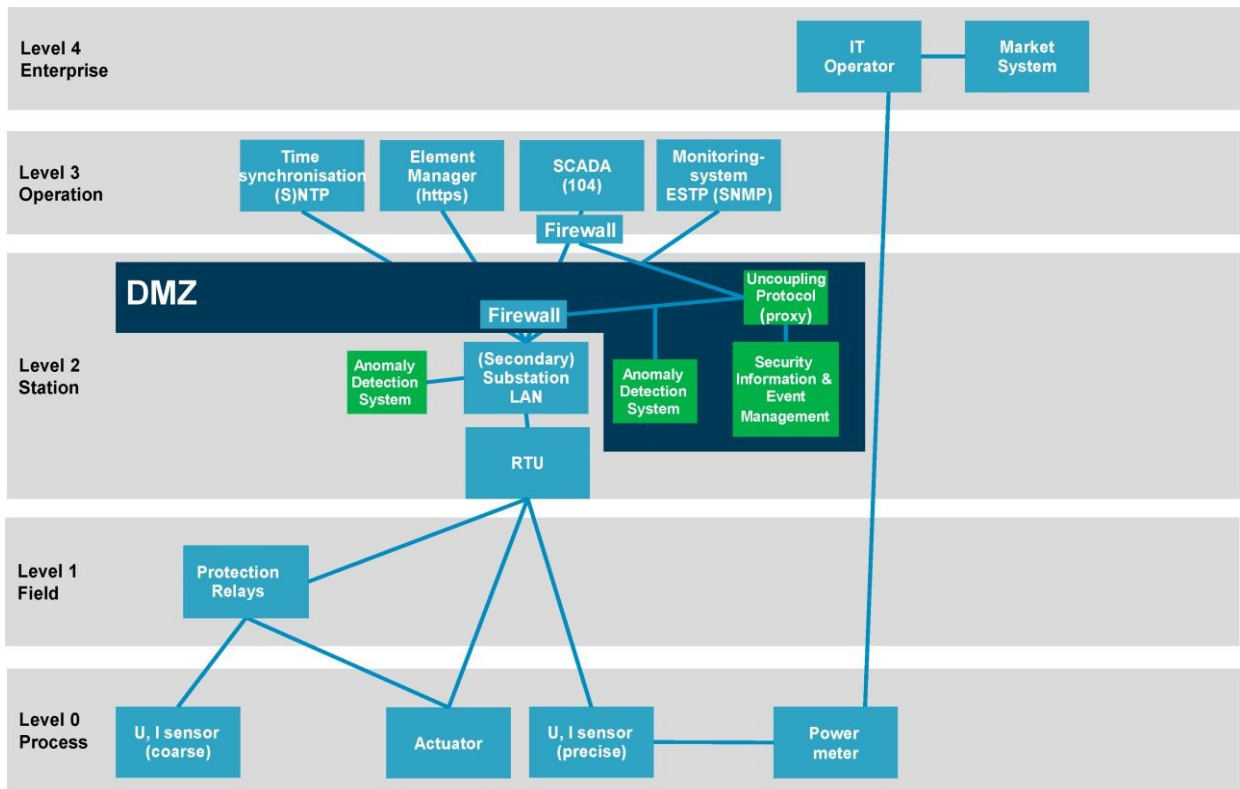 Level 4
Enterprise
IT
Operator
Market
System
Level 3
Operation
Time
synchronisation
(S)NTP
Element
Manager
(https)
SCADA
(104)
Monitoring-
system
ESTP (SNMP)
Firewall
DMZ
Uncoupling
Protocol
(proxy)
Firewall
Level 2
Station
Anomaly
Detection
System
(Secondary)
Substation
LAN
Anomaly
Detection
System
Security
Information &
Event
Management
RTU
Level 1
Field
Protection
Relays
Level 0
Process
U, I sensor
(coarse)
Actuator
U, I sensor
(precise)
Power
meter